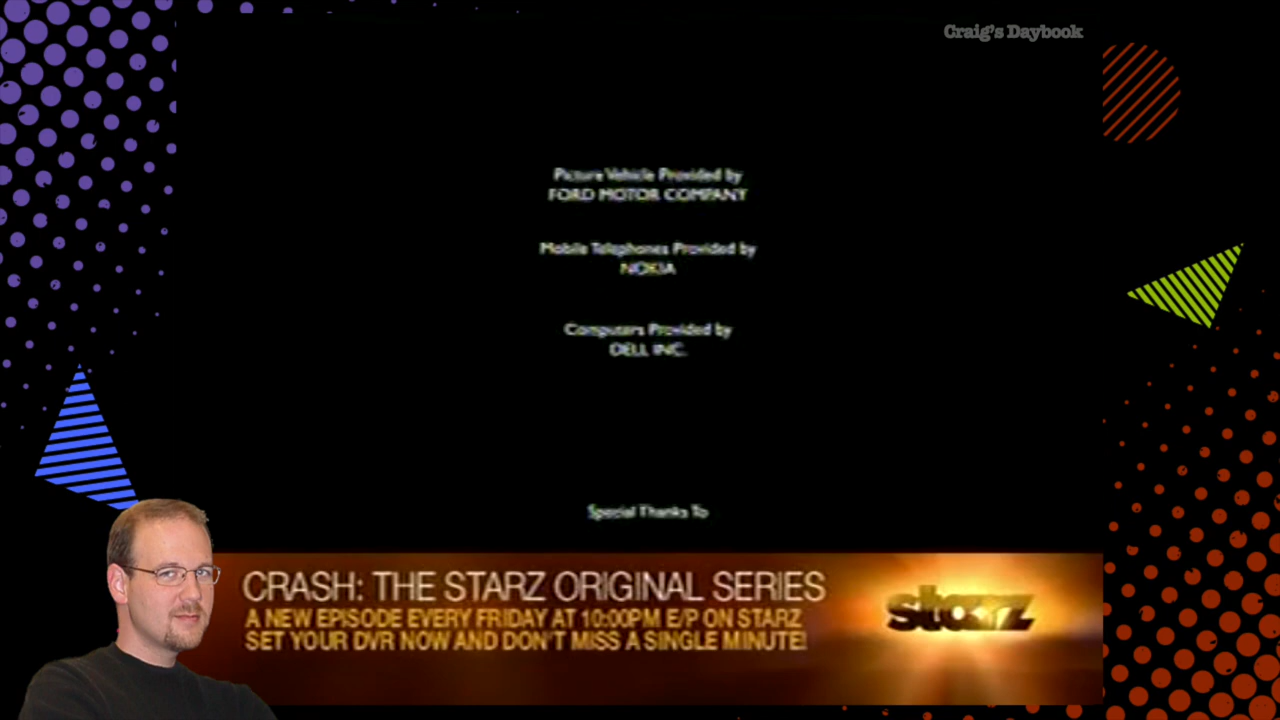 Craig's Daybook
Picture Vehicle Provided by
FORD MOTOR COMPANY
Mobile Telephones Provided by
NOKIA
Computers Provided by
DELL INC.
Special Thanks To
CRASH: THE STARZ ORIGINAL SERIES
starz
A NEW EPISODE EVERY FRIDAY AT 10:00PM E/P ON STARZ
SET YOUR DVR NOW AND DON'T MISS A SINGLE MINUTE!